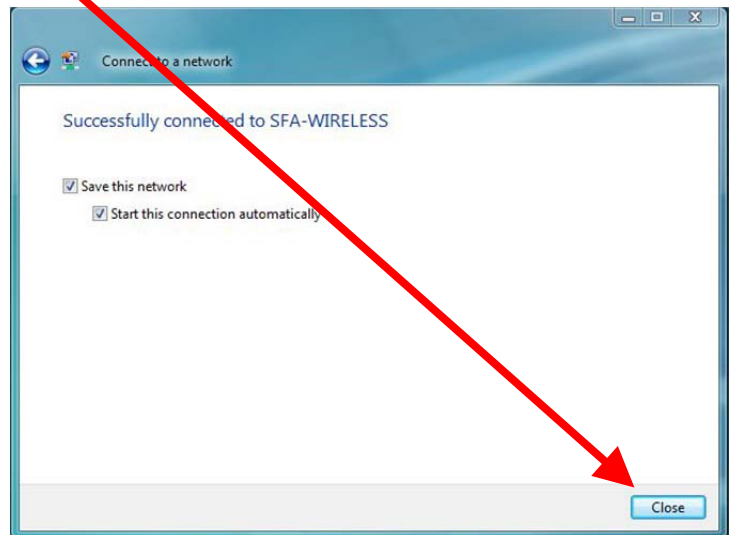 Connect to a network
Successfully connected to SFA-WIRELESS
Save this network
Start this connection automatically
Close